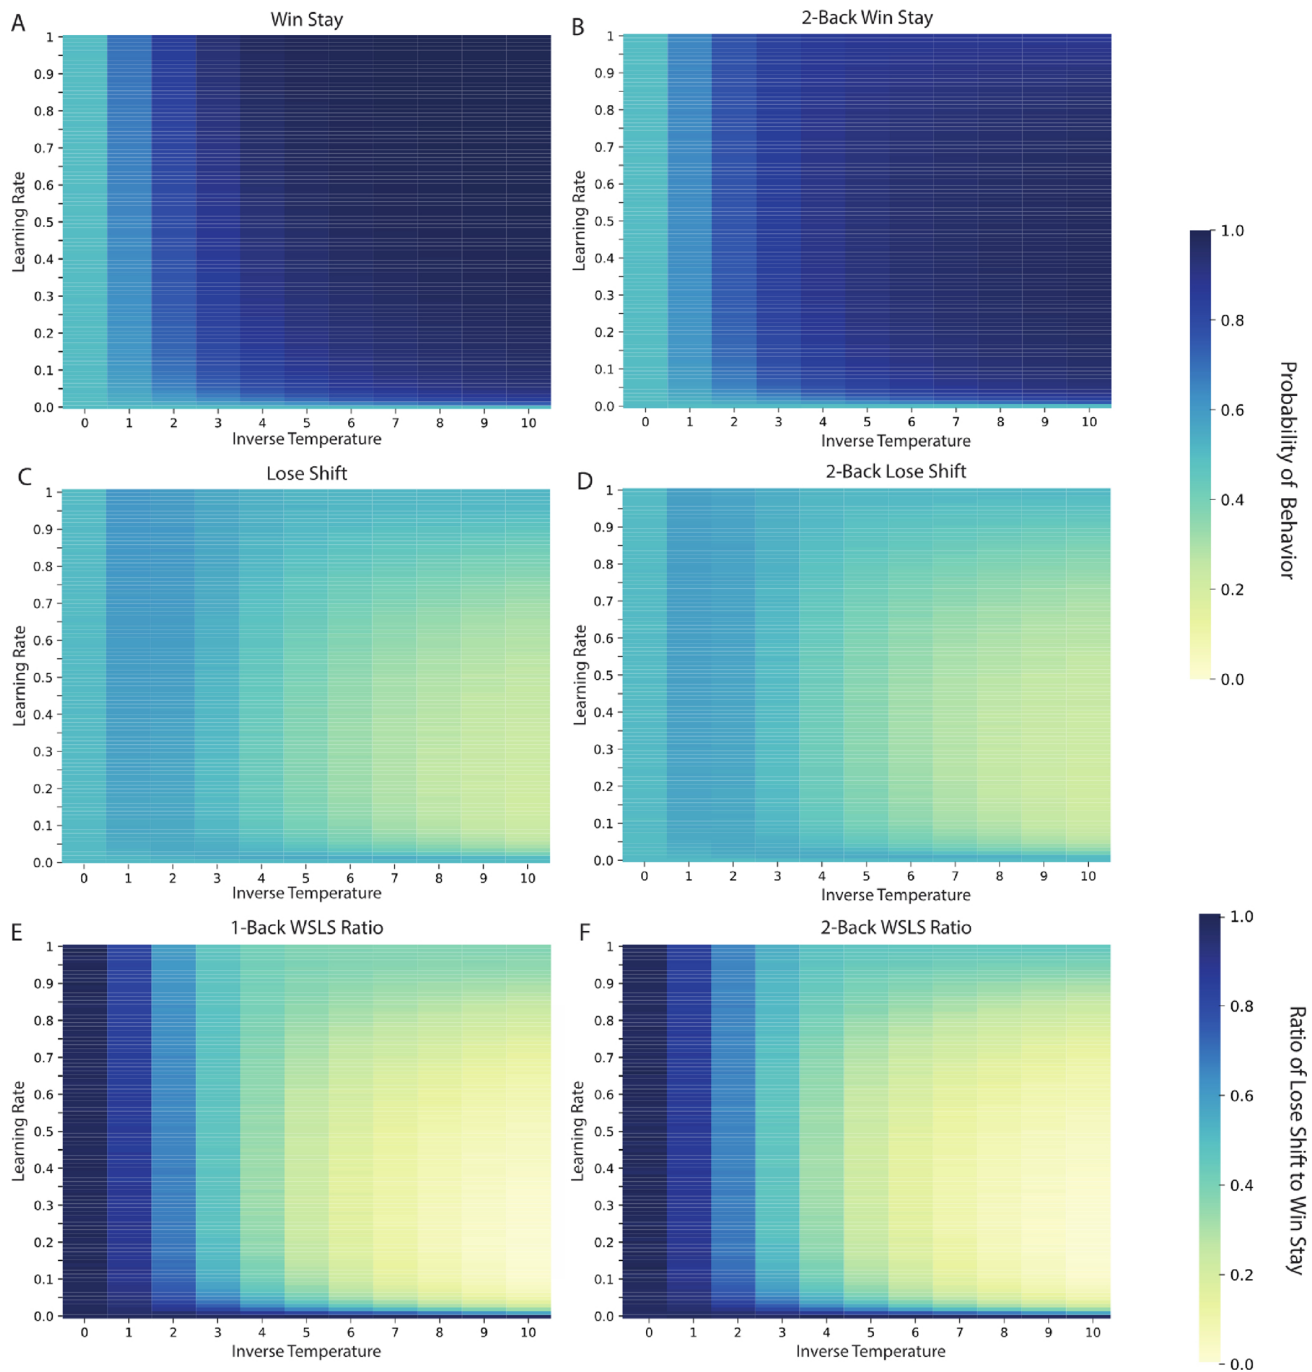 A
Win Stay
1
0.9
0.8
0.7
0.6
0.5
0.4
0.3
0.2
0.1
0.0
Learning Rate
0 1 2 3 4 5 6 7 8 9 10
Inverse Temperature
B
2-Back Win Stay
1
0.9
0.8
0.7
0.6
0.5
0.4
0.3
0.2
0.1
0.0
Learning Rate
0 1 2 3 4 5 6 7 8 9 10
Inverse Temperature
C
Lose Shift
1
0.9
0.8
0.7
0.6
0.5
0.4
0.3
0.2
0.1
0.0
Learning Rate
0 1 2 3 4 5 6 7 8 9 10
Inverse Temperature
D
2-Back Lose Shift
1
0.9
0.8
0.7
0.6
0.5
0.4
0.3
0.2
0.1
0.0
Learning Rate
0 1 2 3 4 5 6 7 8 9 10
Inverse Temperature
1.0
0.8
0.6
0.4
0.2
0.0
Probability of Behavior
E
1-Back WSLS Ratio
1
0.9
0.8
0.7
0.6
0.5
0.4
0.3
0.2
0.1
0.0
Learning Rate
0 1 2 3 4 5 6 7 8 9 10
Inverse Temperature
F
2-Back WSLS Ratio
1
0.9
0.8
0.7
0.6
0.5
0.4
0.3
0.2
0.1
0.0
Learning Rate
0 1 2 3 4 5 6 7 8 9 10
Inverse Temperature
1.0
0.8
0.6
0.4
0.2
0.0
Ratio of Lose Shift to Win Stay